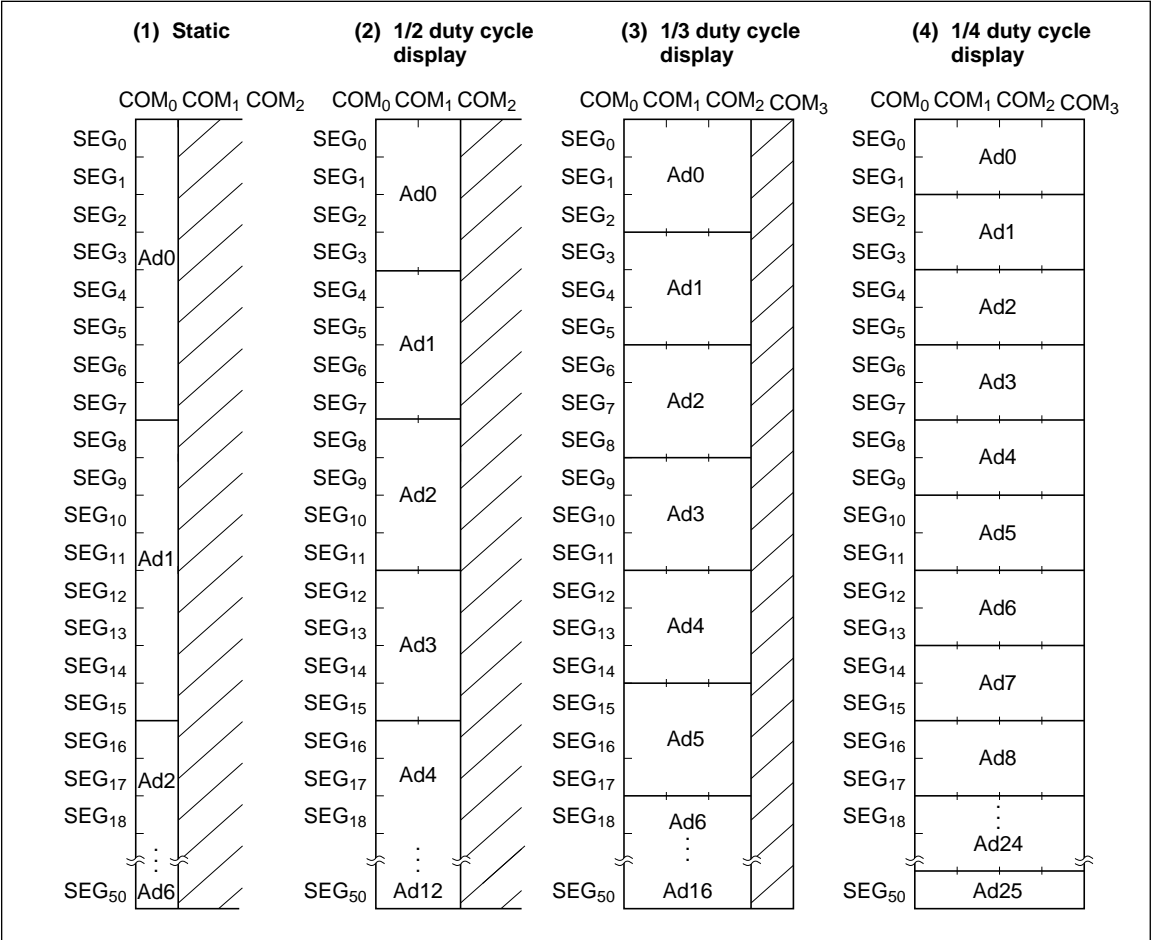 (1) Static
COM₀ COM₁ COM₂
SEG₀
SEG₁
SEG₂
SEG₃
SEG₄
SEG₅
SEG₆
SEG₇
SEG₈
SEG₉
SEG₁₀
SEG₁₁
SEG₁₂
SEG₁₃
SEG₁₄
SEG₁₅
SEG₁₆
SEG₁₇
SEG₁₈
SEG₅₀
Ad0
Ad1
Ad2
Ad6
(2) 1/2 duty cycle
display
COM₀ COM₁ COM₂
SEG₀
SEG₁
SEG₂
SEG₃
SEG₄
SEG₅
SEG₆
SEG₇
SEG₈
SEG₉
SEG₁₀
SEG₁₁
SEG₁₂
SEG₁₃
SEG₁₄
SEG₁₅
SEG₁₆
SEG₁₇
SEG₁₈
SEG₅₀
Ad0
Ad1
Ad2
Ad3
Ad4
Ad12
(3) 1/3 duty cycle
display
COM₀ COM₁ COM₂ COM₃
SEG₀
SEG₁
SEG₂
SEG₃
SEG₄
SEG₅
SEG₆
SEG₇
SEG₈
SEG₉
SEG₁₀
SEG₁₁
SEG₁₂
SEG₁₃
SEG₁₄
SEG₁₅
SEG₁₆
SEG₁₇
SEG₁₈
SEG₅₀
Ad0
Ad1
Ad2
Ad3
Ad4
Ad5
Ad6
Ad16
(4) 1/4 duty cycle
display
COM₀ COM₁ COM₂ COM₃
SEG₀
SEG₁
SEG₂
SEG₃
SEG₄
SEG₅
SEG₆
SEG₇
SEG₈
SEG₉
SEG₁₀
SEG₁₁
SEG₁₂
SEG₁₃
SEG₁₄
SEG₁₅
SEG₁₆
SEG₁₇
SEG₁₈
SEG₅₀
Ad0
Ad1
Ad2
Ad3
Ad4
Ad5
Ad6
Ad7
Ad8
Ad24
Ad25